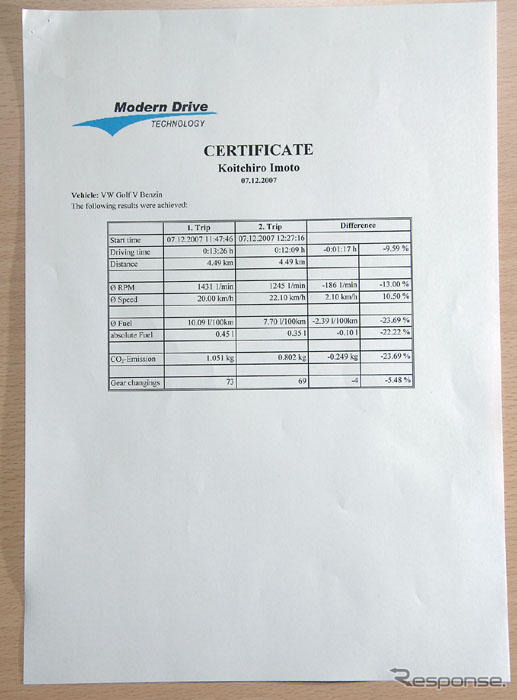 Modern Drive
TECHNOLOGY
CERTIFICATE
Koitchiro Imoto
07.12.2007
Vehicle: VW Golf V Benzin
The following results were achieved:
1. Trip 2. Trip Difference
Start time 07.12.2007 11:47:46 07.12.2007 12:27:16
Driving time 0:13:26 h 0:12:09 h -0:01:17 h -9.59 %
Distance 4.49 km 4.49 km
Ø RPM 1431 1/min 1245 1/min -186 1/min -13.00 %
Ø Speed 20.00 km/h 22.10 km/h 2.10 km/h 10.50 %
Ø Fuel 10.09 l/100km 7.70 l/100km -2.39 l/100km -23.69 %
absolute Fuel 0.45 l 0.35 l -0.10 l -22.22 %
CO₂-Emission 1.051 kg 0.802 kg -0.249 kg -23.69 %
Gear changings 73 69 -4 -5.48 %
Response.